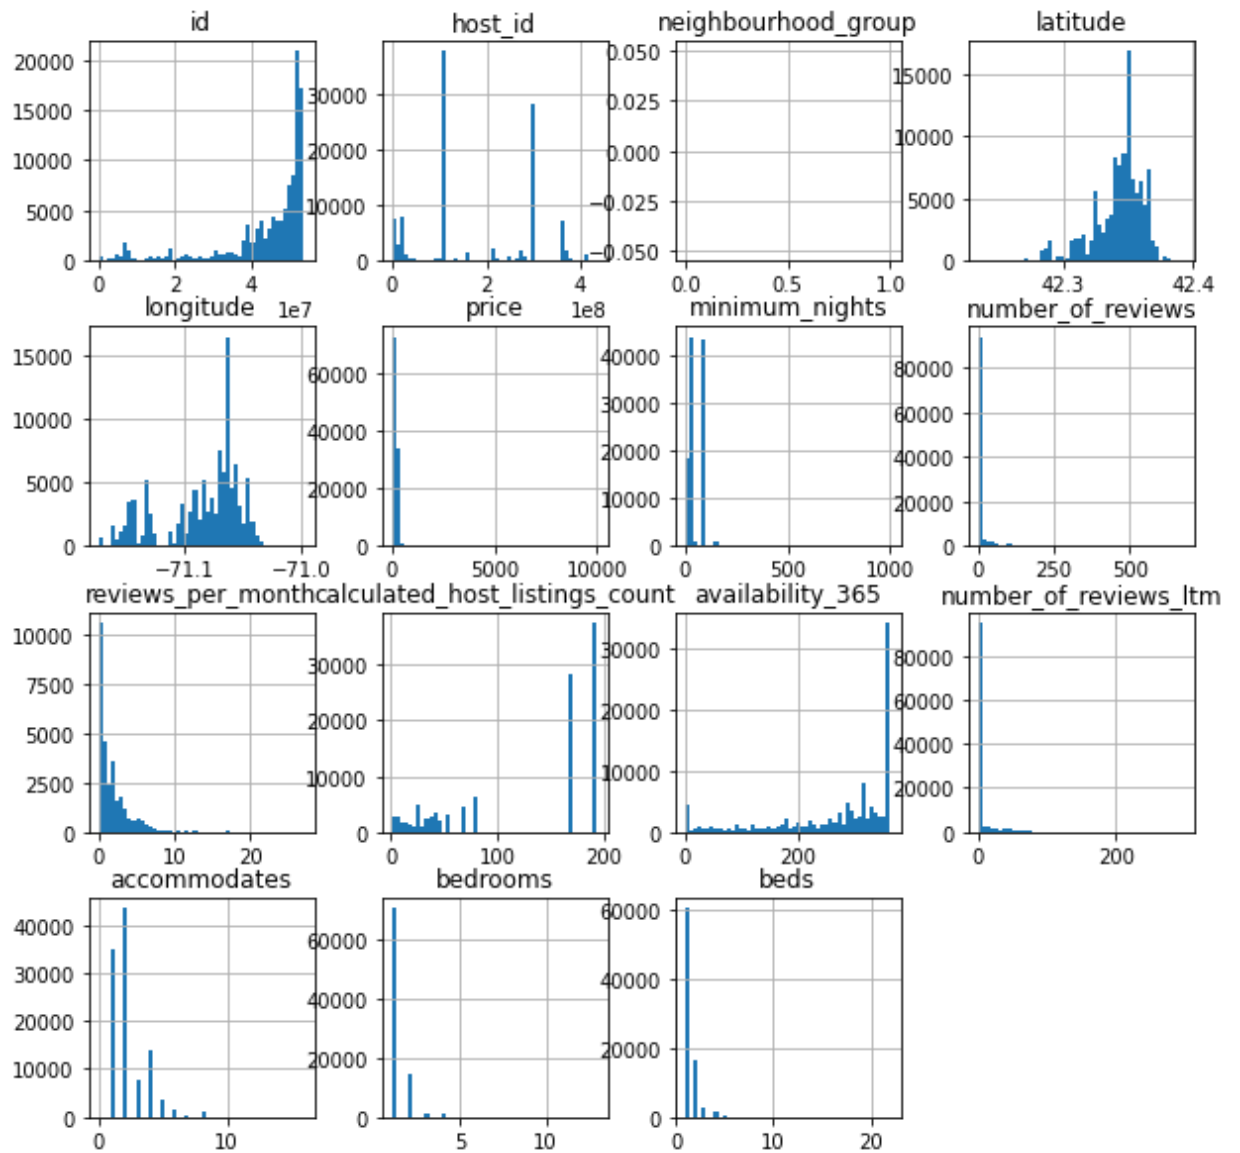 id
20000
15000
10000
5000
0
0 2 4
1e7
host_id
30000
20000
10000
0
0 2 4
1e8
neighbourhood_group
0.050
0.025
0.000
−0.025
−0.050
0.0 0.5 1.0
latitude
15000
10000
5000
0
42.3 42.4
longitude
15000
10000
5000
0
−71.1 −71.0
price
60000
40000
20000
0
0 5000 10000
minimum_nights
40000
30000
20000
10000
0
0 500 1000
number_of_reviews
80000
60000
40000
20000
0
0 250 500
reviews_per_month
10000
7500
5000
2500
0
0 10 20
calculated_host_listings_count
30000
20000
10000
0
0 100 200
availability_365
30000
20000
10000
0
0 200
number_of_reviews_ltm
80000
60000
40000
20000
0
0 200
accommodates
40000
30000
20000
10000
0
0 10
bedrooms
60000
40000
20000
0
5 10
beds
60000
40000
20000
0
0 10 20